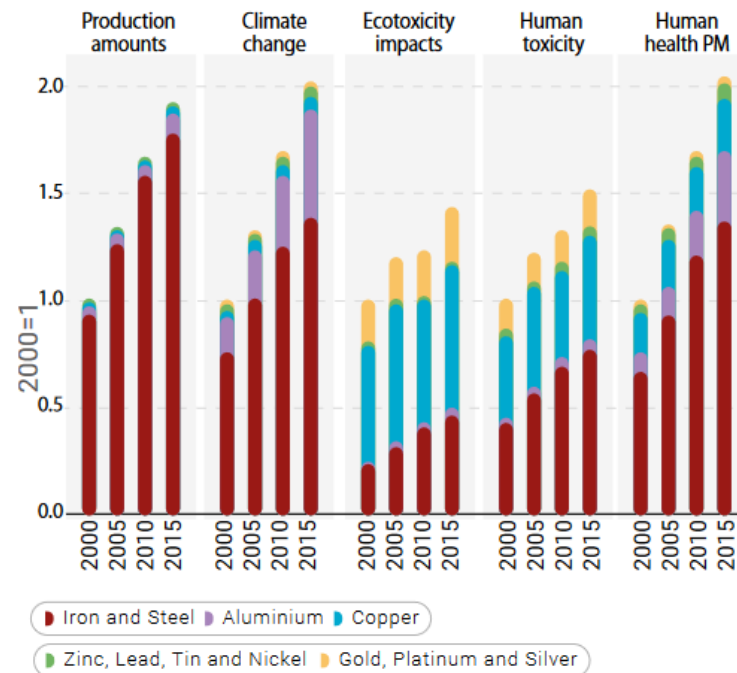 Production amounts
Climate change
Ecotoxicity impacts
Human toxicity
Human health PM
2000=1
2.0
1.5
1.0
0.5
0.0
2000 2005 2010 2015 2000 2005 2010 2015 2000 2005 2010 2015 2000 2005 2010 2015 2000 2005 2010 2015
Iron and Steel Aluminium Copper
Zinc, Lead, Tin and Nickel Gold, Platinum and Silver